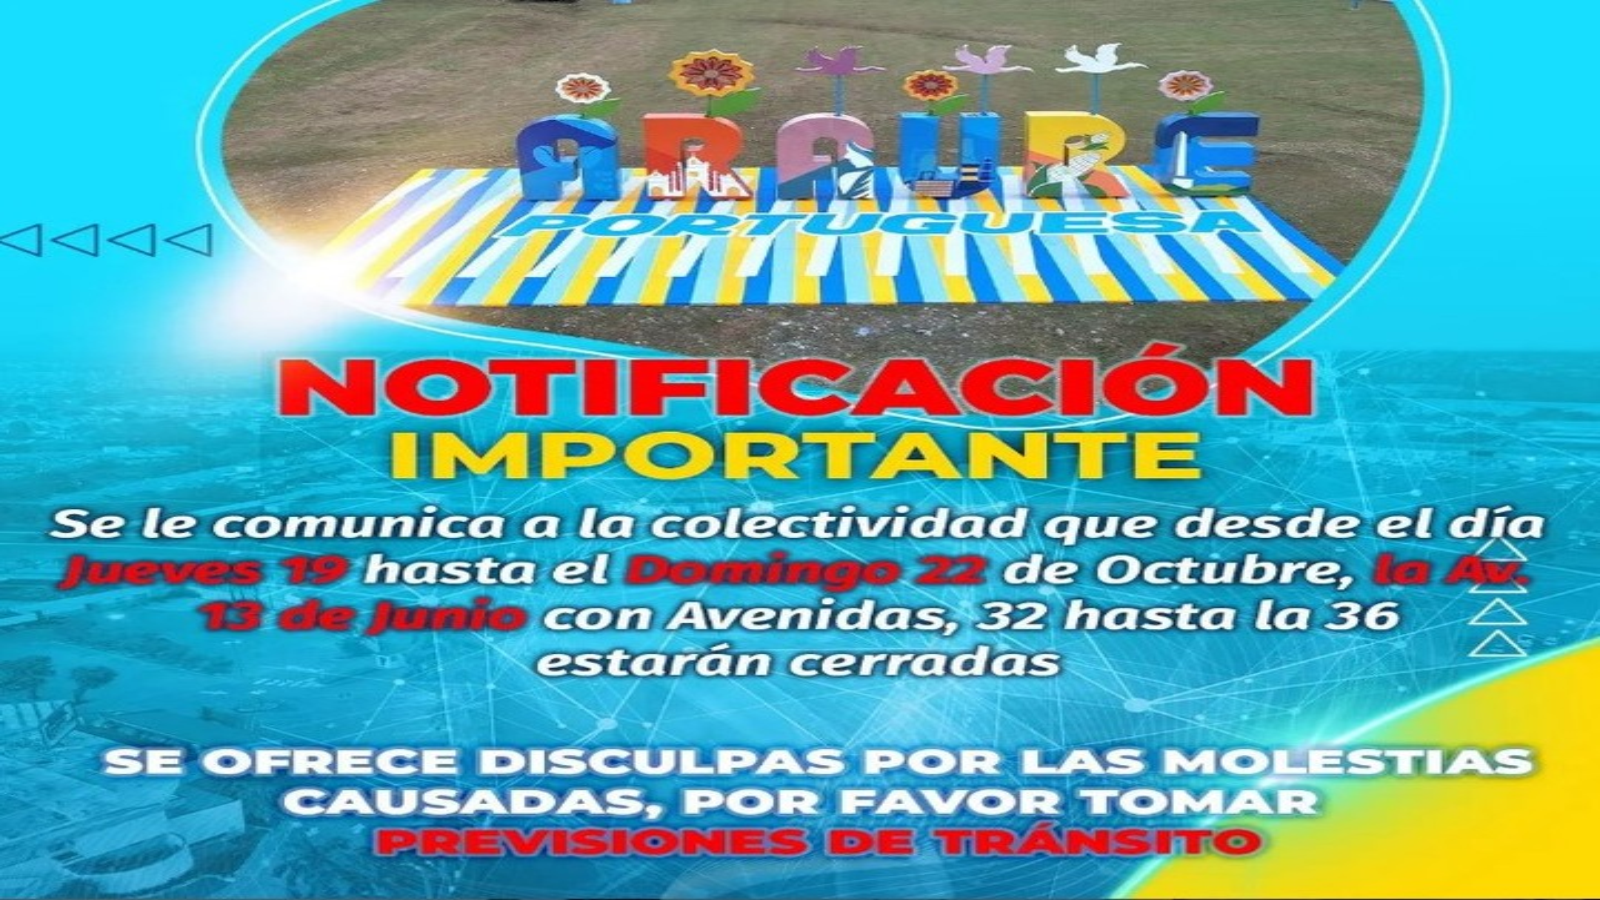 ARAURE
PORTUGUESA
NOTIFICACIÓN
IMPORTANTE
Se le comunica a la colectividad que desde el día
Jueves 19 hasta el Domingo 22 de Octubre, la Av.
13 de Junio con Avenidas, 32 hasta la 36
estarán cerradas
SE OFRECE DISCULPAS POR LAS MOLESTIAS
CAUSADAS, POR FAVOR TOMAR
PREVISIONES DE TRÁNSITO